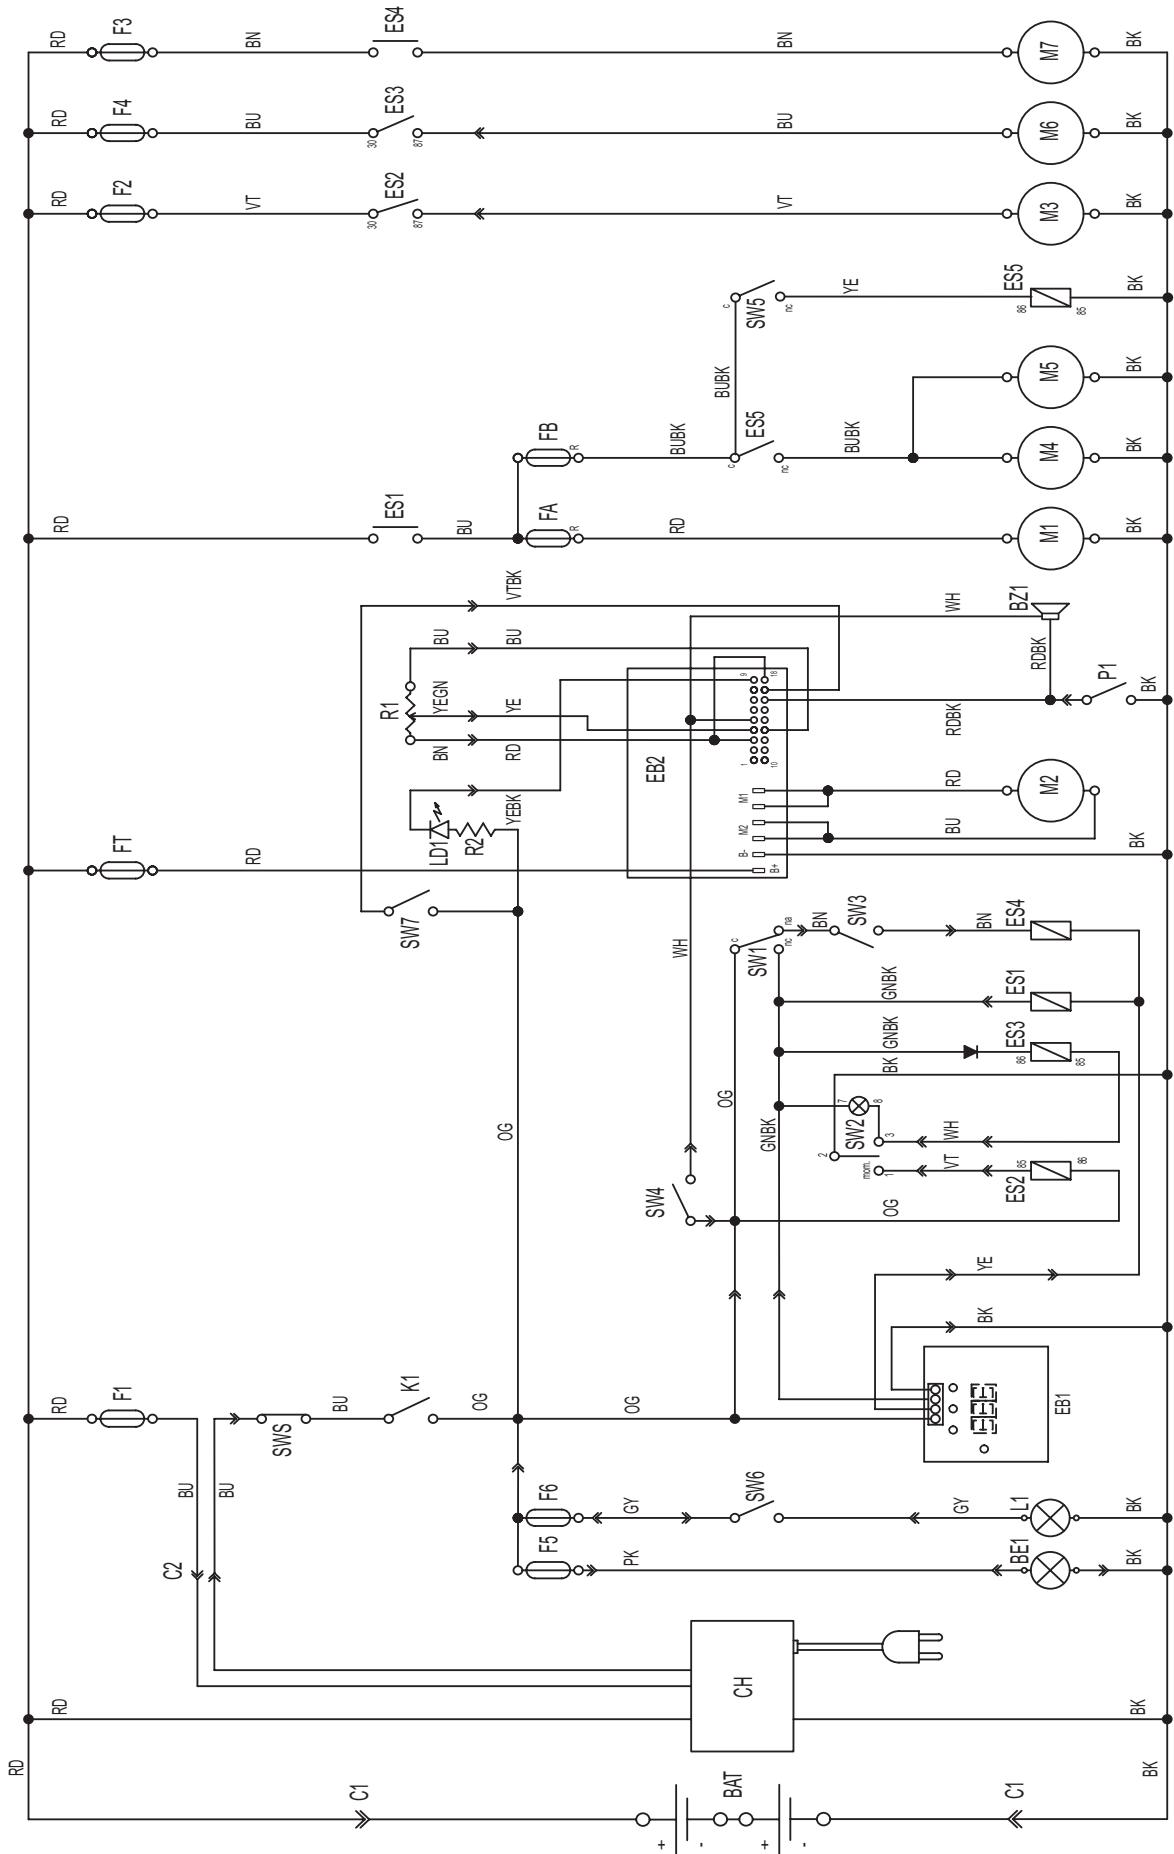 RD
F3
BN
ES4
BN
M7
BK
RD
F4
BU
30
ES3
87
BU
M6
BK
RD
F2
VT
30
ES2
87
VT
M3
BK
c
SW5
nc
YE
86
ES5
85
BK
BUBK
M5
BK
FB
R
BUBK
c
ES5
nc
BUBK
M4
BK
RD
ES1
BU
FA
R
RD
M1
BK
VTBK
WH
BZ1
RDBK
BU
BU
R1
YEGN
YE
BN
RD
9
18
1
10
EB2
RDBK
P1
BK
LD1
R2
YEBK
M1
M2
B-
B+
RD
M2
BU
BK
FT
RD
SW7
WH
c
SW1
na
nc
BN
SW3
BN
ES4
GNBK
ES1
GNBK
86
ES3
85
BK
OG
OG
GNBK
7
8
SW2
2
3
WH
mom.
1
VT
85
ES2
86
SW4
OG
YE
BK
RD
F1
BU
BU
SWS
BU
K1
OG
OG
EB1
F6
GY
SW6
GY
L1
BK
F5
PK
BE1
BK
C2
RD
CH
BK
RD
C1
+
-
BAT
+
-
C1
BK